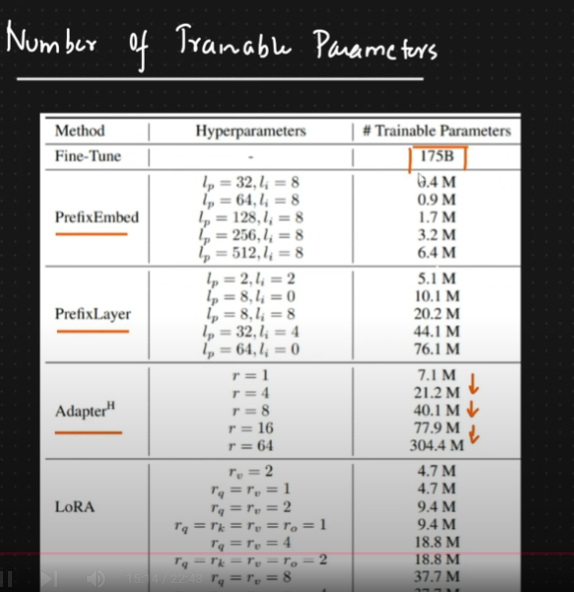 Number of Tranable Parameters
Method | Hyperparameters | # Trainable Parameters
Fine-Tune | - | 175B
PrefixEmbed
l_p = 32, l_i = 8 0.4 M
l_p = 64, l_i = 8 0.9 M
l_p = 128, l_i = 8 1.7 M
l_p = 256, l_i = 8 3.2 M
l_p = 512, l_i = 8 6.4 M
PrefixLayer
l_p = 2, l_i = 2 5.1 M
l_p = 8, l_i = 0 10.1 M
l_p = 8, l_i = 8 20.2 M
l_p = 32, l_i = 4 44.1 M
l_p = 64, l_i = 0 76.1 M
Adapter^H
r = 1 7.1 M
r = 4 21.2 M
r = 8 40.1 M
r = 16 77.9 M
r = 64 304.4 M
LoRA
r_v = 2 4.7 M
r_q = r_v = 1 4.7 M
r_q = r_v = 2 9.4 M
r_q = r_k = r_v = r_o = 1 9.4 M
r_q = r_v = 4 18.8 M
r_q = r_k = r_v = r_o = 2 18.8 M
r_q = r_v = 8 37.7 M
/ 22:43